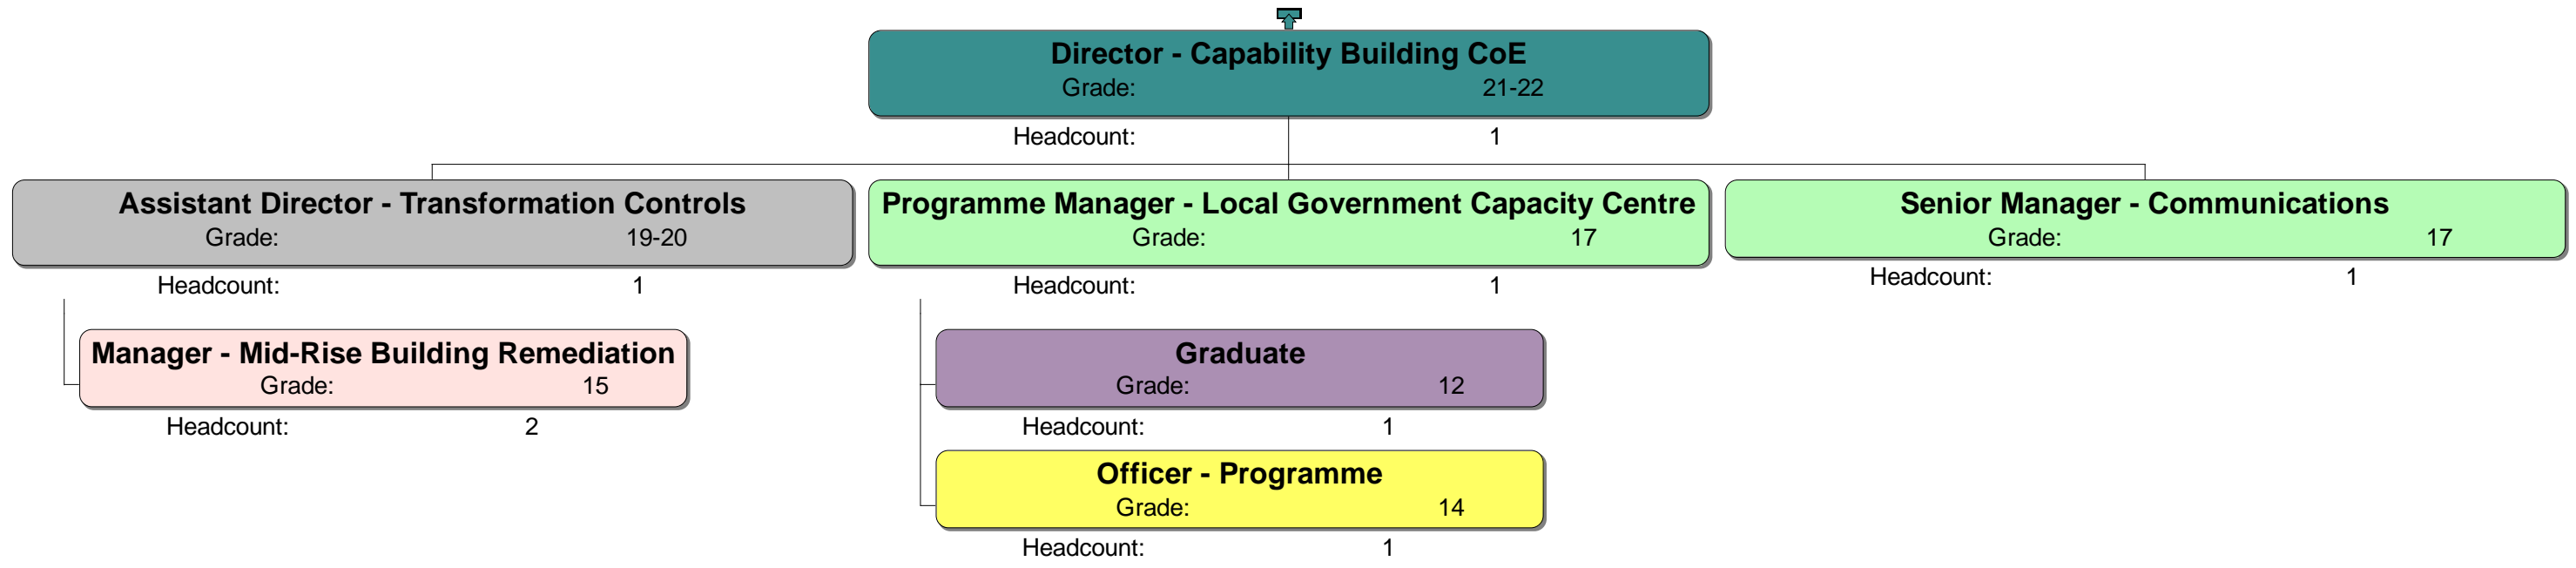 Director - Capability Building CoE
Grade: 21-22
Headcount: 1
Assistant Director - Transformation Controls
Grade: 19-20
Headcount: 1
Manager - Mid-Rise Building Remediation
Grade: 15
Headcount: 2
Programme Manager - Local Government Capacity Centre
Grade: 17
Headcount: 1
Graduate
Grade: 12
Headcount: 1
Officer - Programme
Grade: 14
Headcount: 1
Senior Manager - Communications
Grade: 17
Headcount: 1